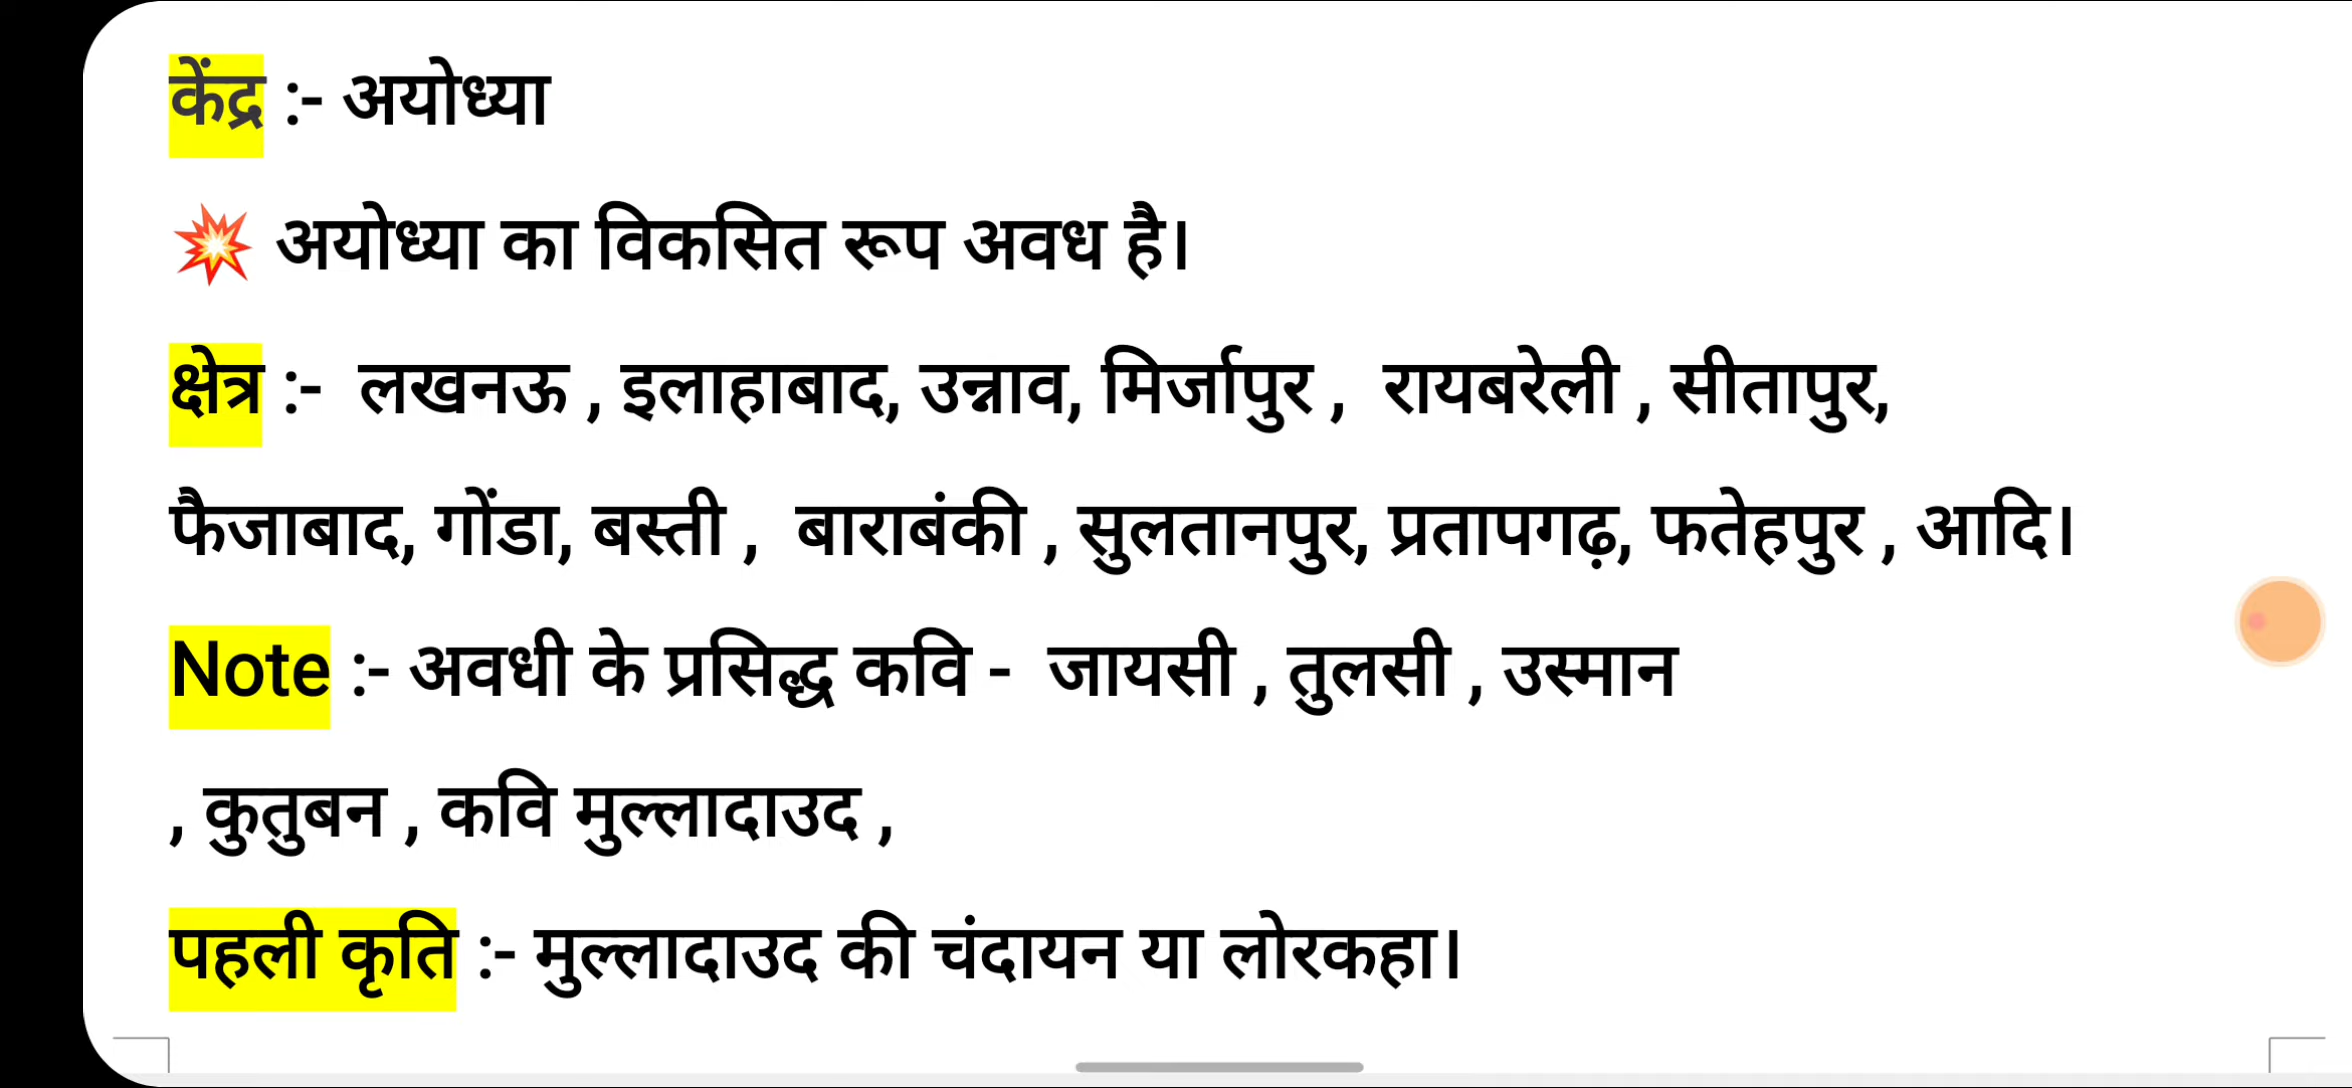 केंद्र :- अयोध्या
💥 अयोध्या का विकसित रूप अवध है।
क्षेत्र :- लखनऊ , इलाहाबाद, उन्नाव, मिर्जापुर , रायबरेली , सीतापुर,
फैजाबाद, गोंडा, बस्ती , बाराबंकी , सुलतानपुर, प्रतापगढ़, फतेहपुर , आदि।
Note :- अवधी के प्रसिद्ध कवि - जायसी , तुलसी , उस्मान
, कुतुबन , कवि मुल्लादाउद ,
पहली कृति :- मुल्लादाउद की चंदायन या लोरकहा।